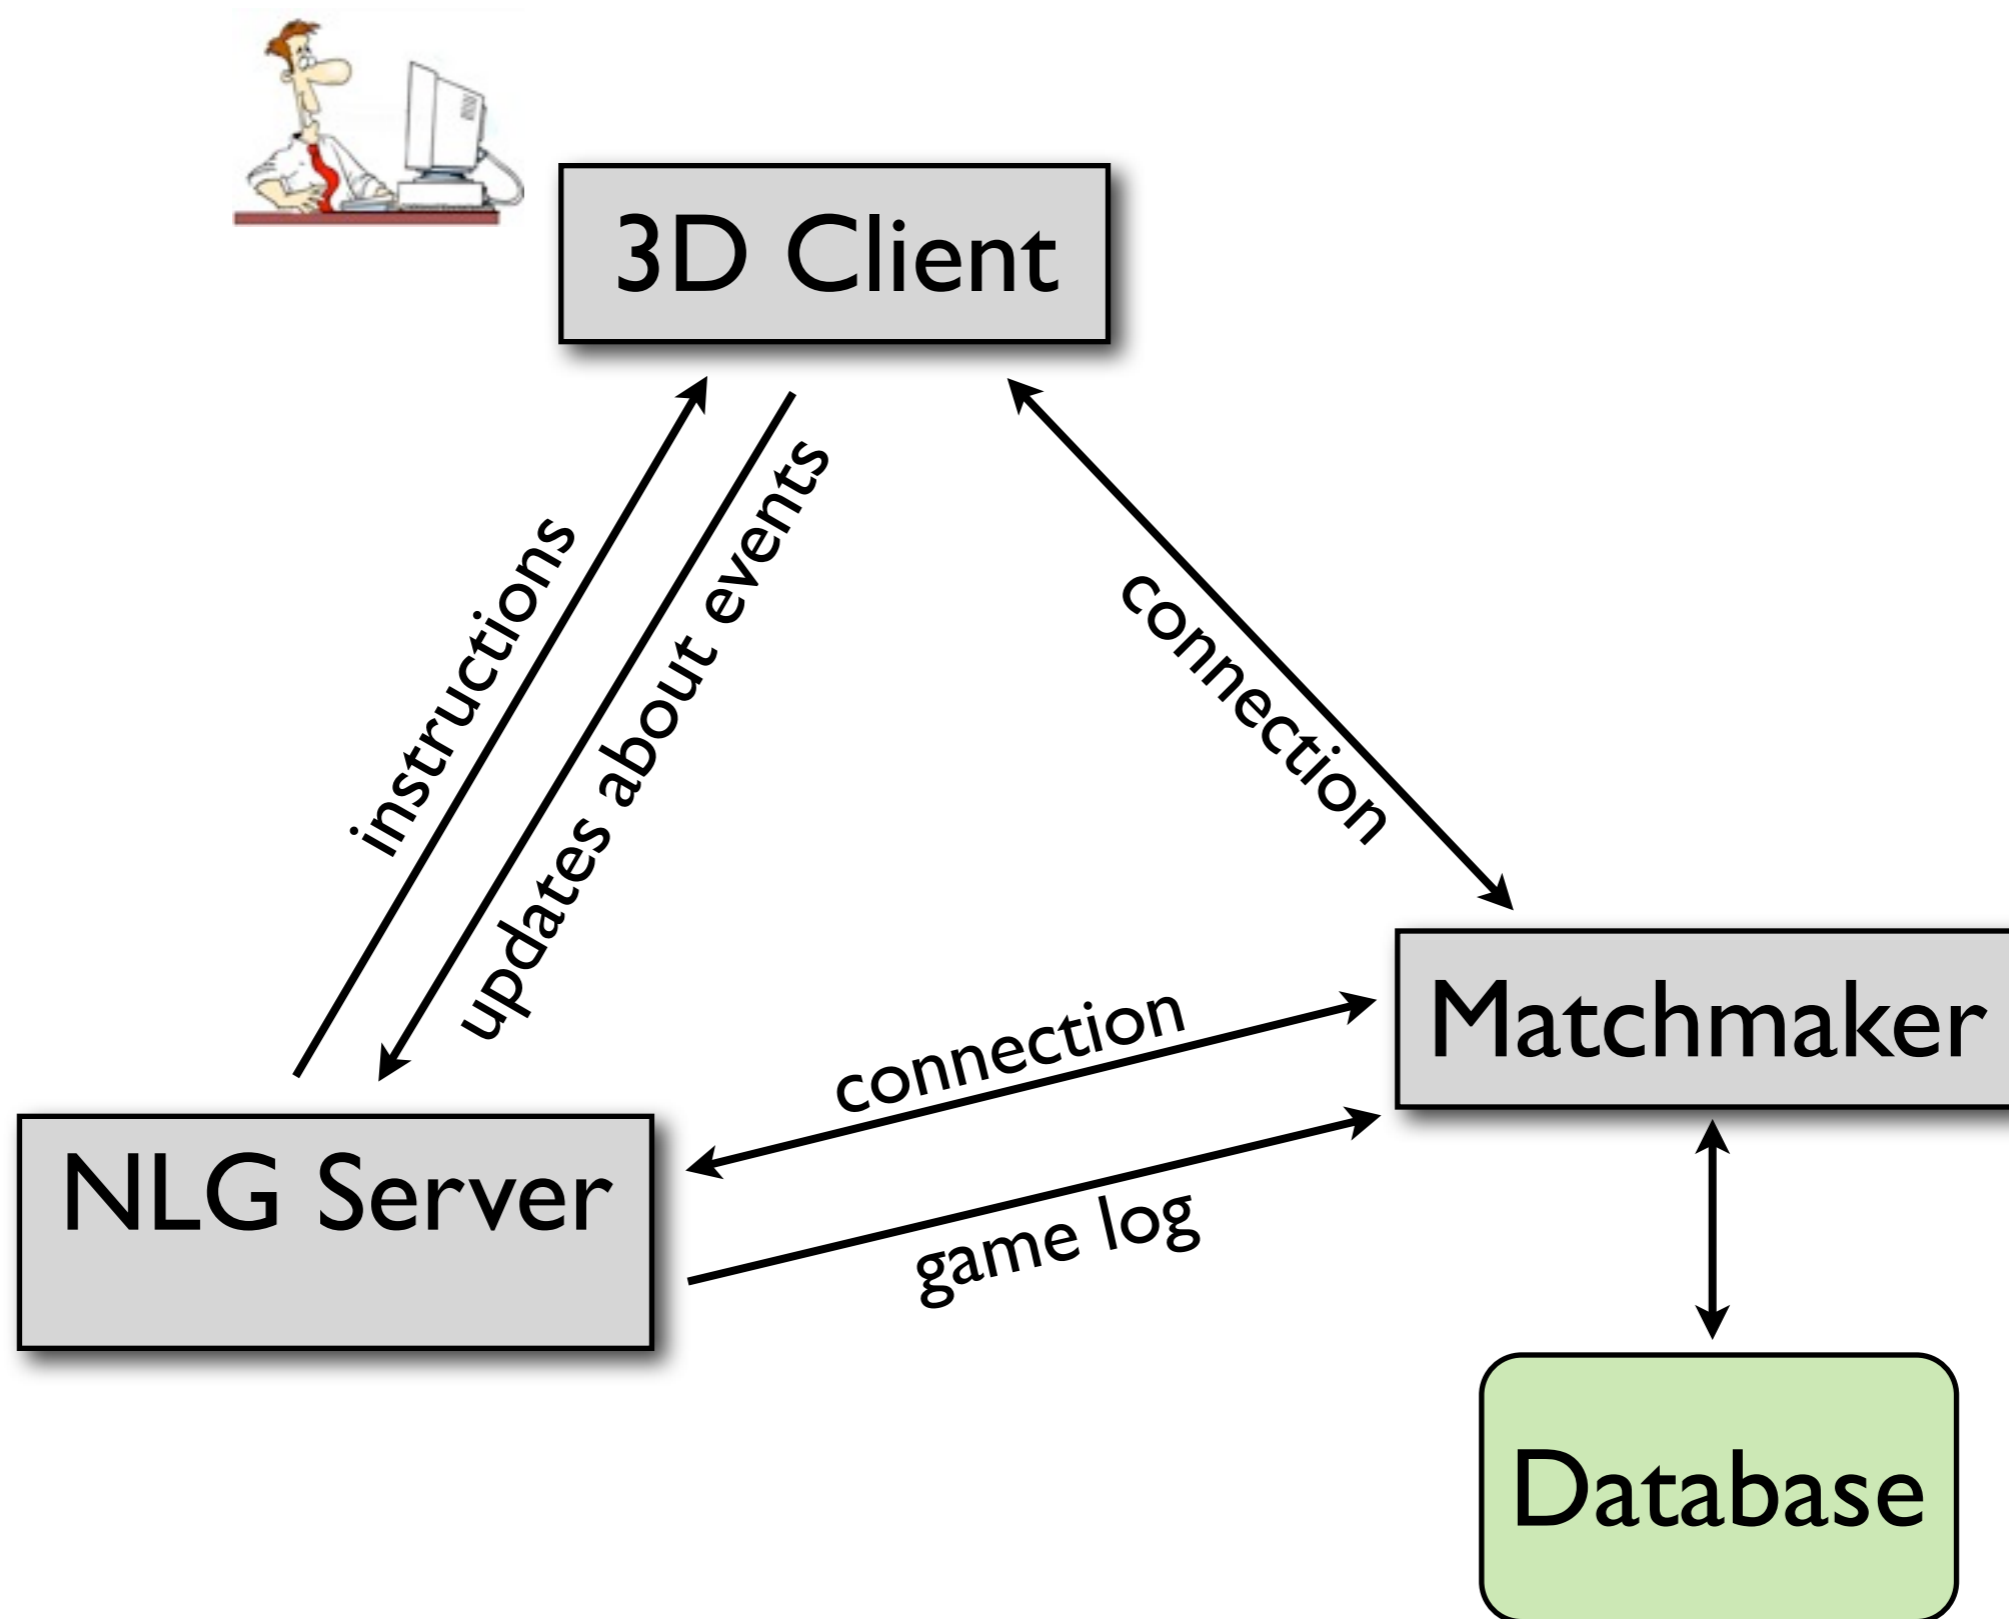 3D Client
instructions
updates about events
connection
Matchmaker
connection
NLG Server
game log
Database